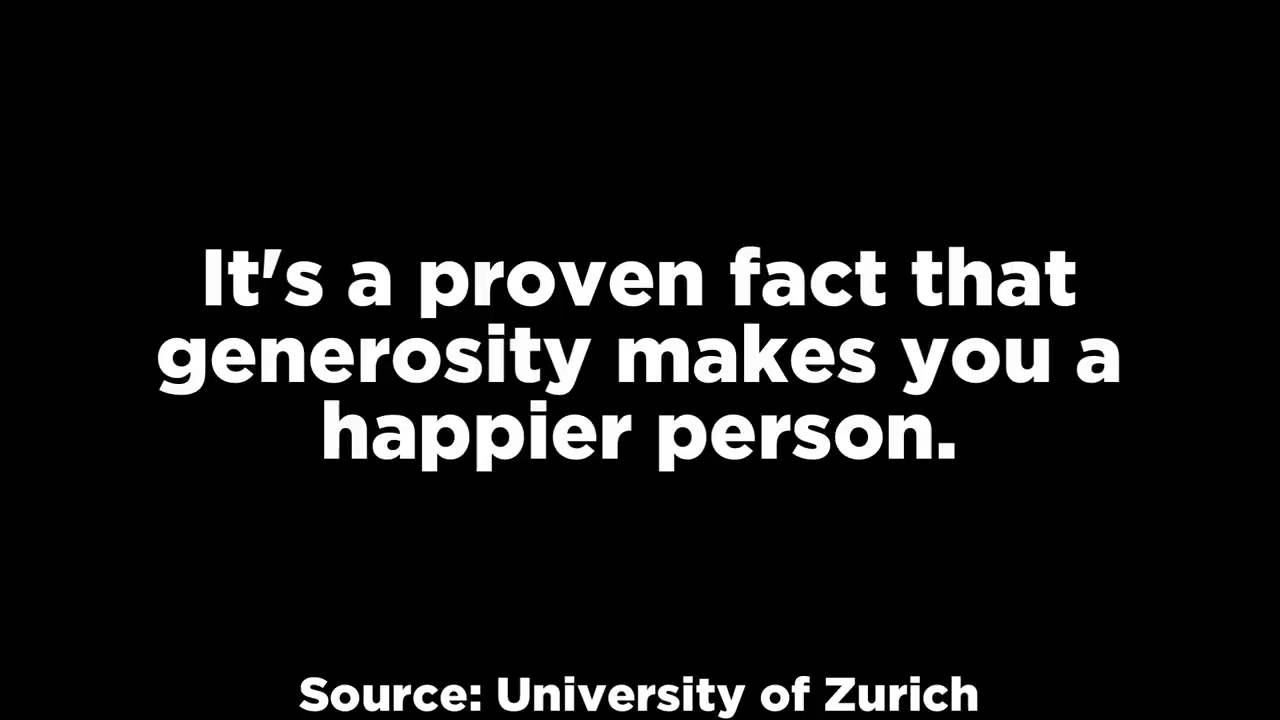 It's a proven fact that
generosity makes you a
happier person.
Source: University of Zurich